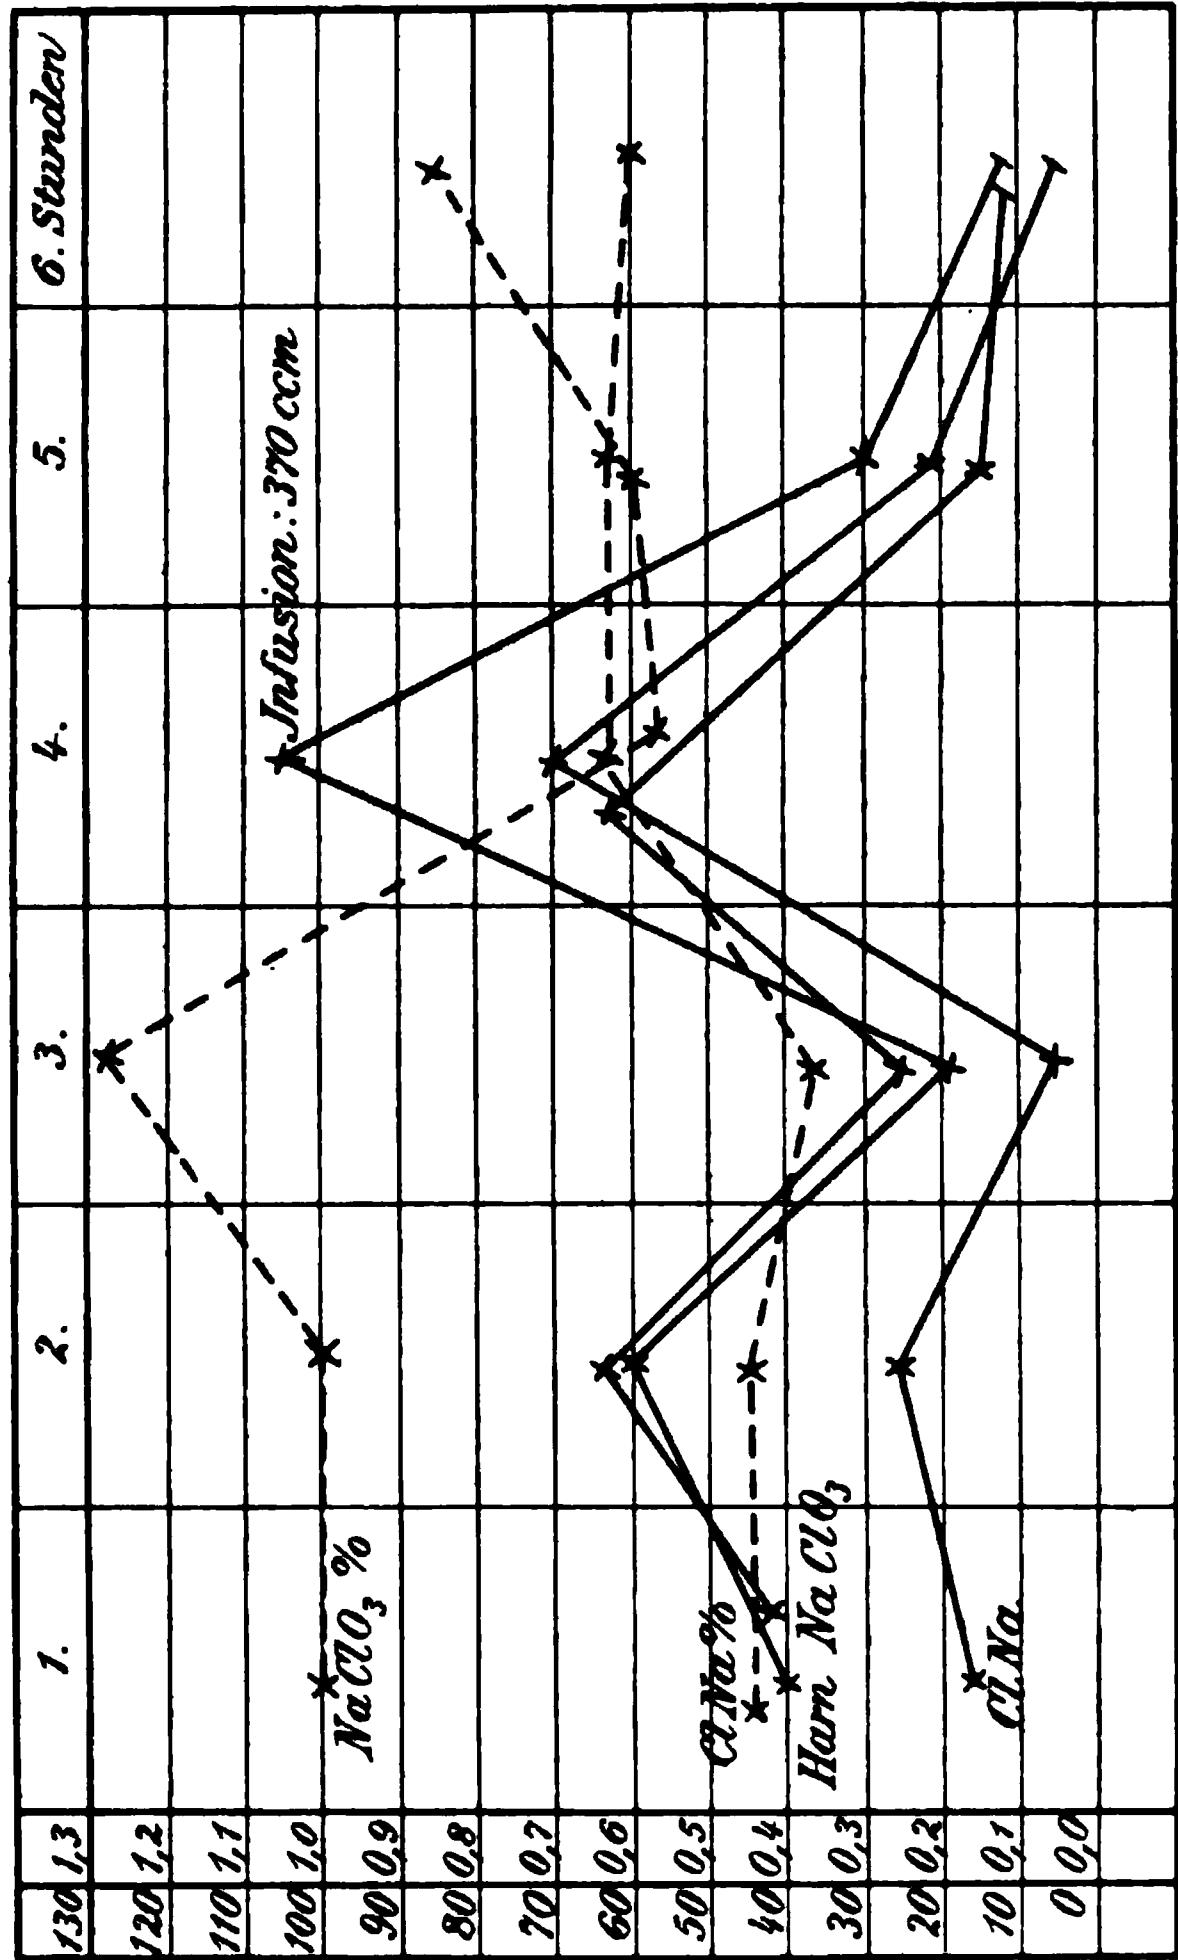 1. 2. 3. 4. 5. 6. Stunden
130 1,3
120 1,2
110 1,1
100 1,0
90 0,9
80 0,8
70 0,7
60 0,6
50 0,5
40 0,4
30 0,3
20 0,2
10 0,1
0 0,0
Infusion: 370 ccm
NaClO3 %
ClNa %
Harn NaClO3
ClNa.